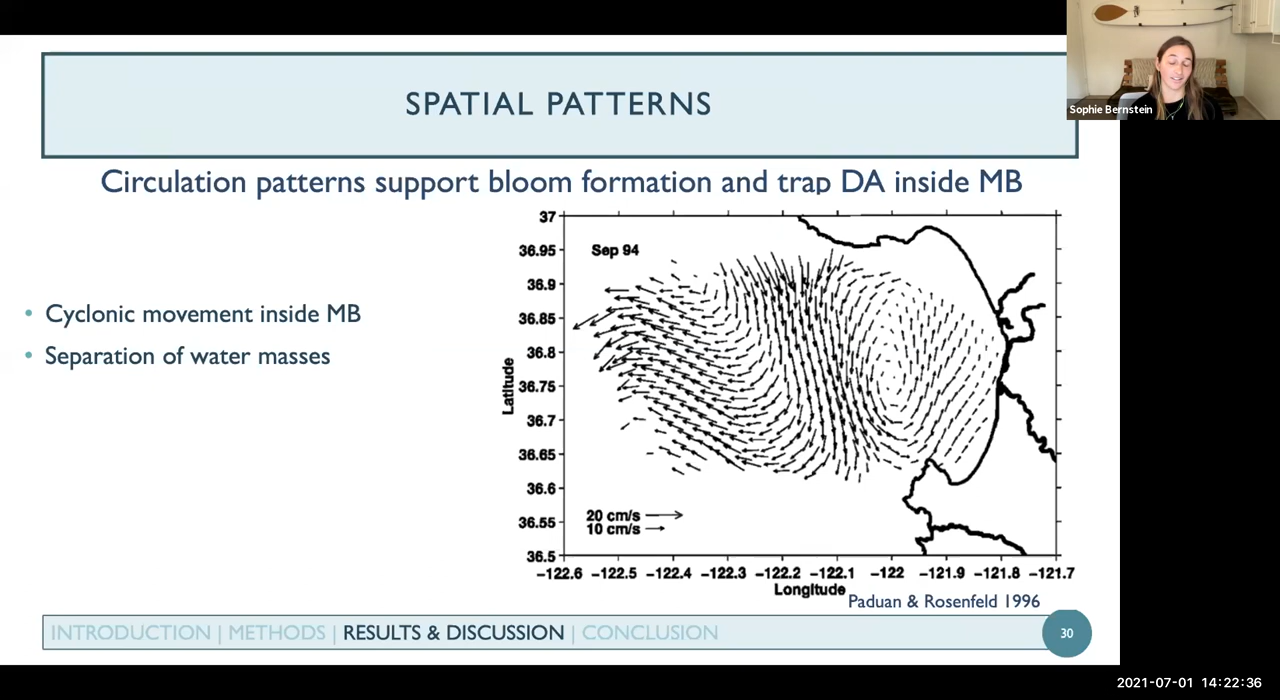 SPATIAL PATTERNS
Sophie Bernstein
Circulation patterns support bloom formation and trap DA inside MB
• Cyclonic movement inside MB
• Separation of water masses
37
36.95
36.9
36.85
36.8
36.75
36.7
36.65
36.6
36.55
36.5
Latitude
Sep 94
20 cm/s
10 cm/s
−122.6 −122.5 −122.4 −122.3 −122.2 −122.1 −122 −121.9 −121.8 −121.7
Longitude
Paduan & Rosenfeld 1996
INTRODUCTION | METHODS | RESULTS & DISCUSSION | CONCLUSION
30
2021-07-01 14:22:36